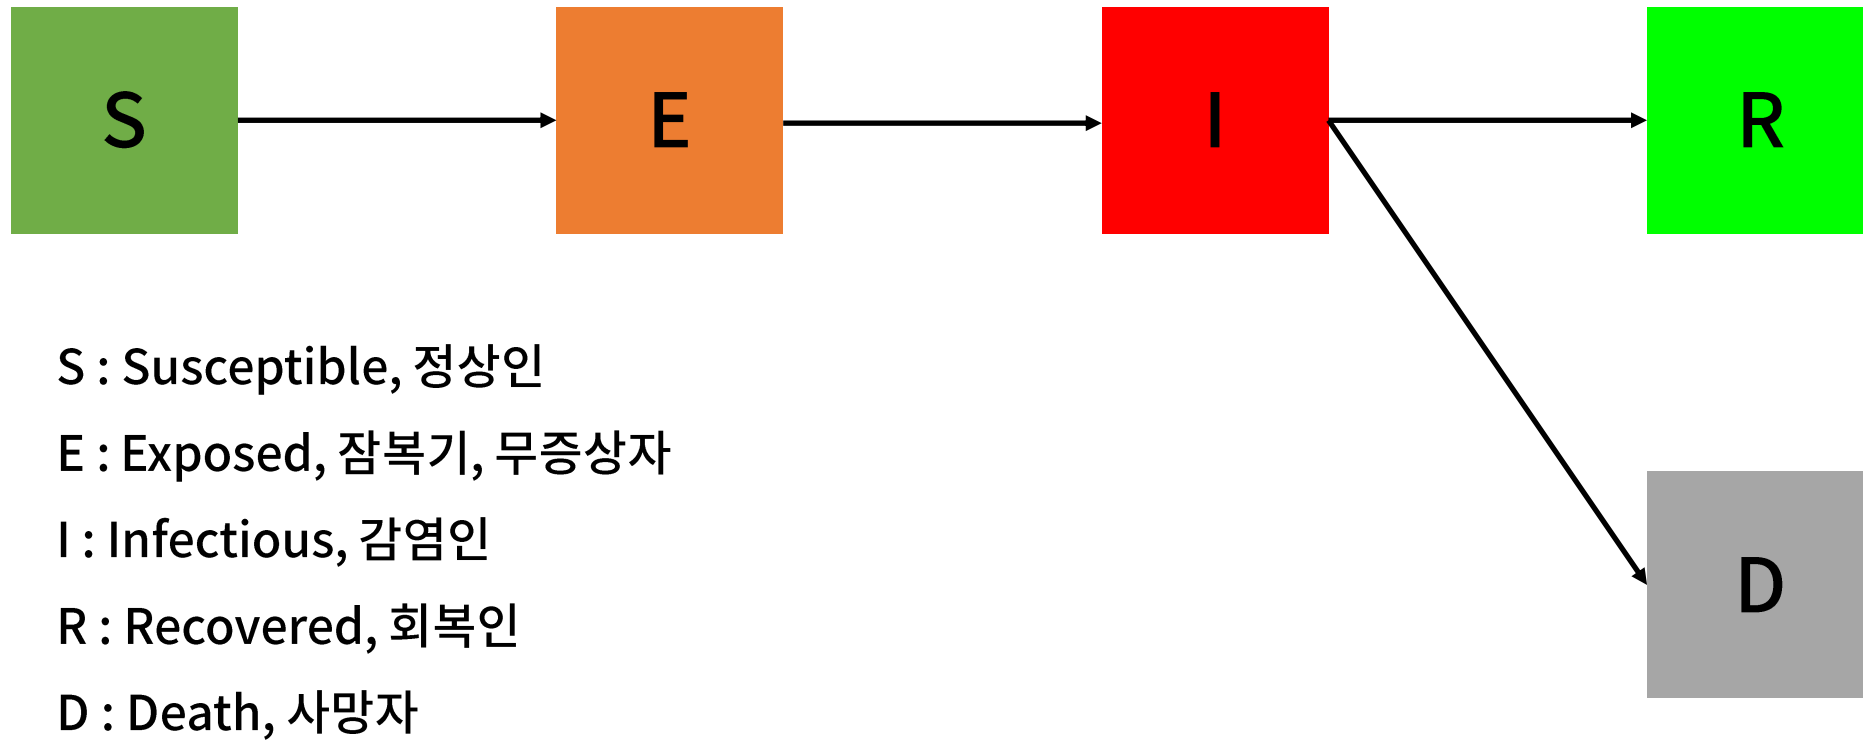 S
E
I
R
D
S : Susceptible, 정상인
E : Exposed, 잠복기, 무증상자
I : Infectious, 감염인
R : Recovered, 회복인
D : Death, 사망자